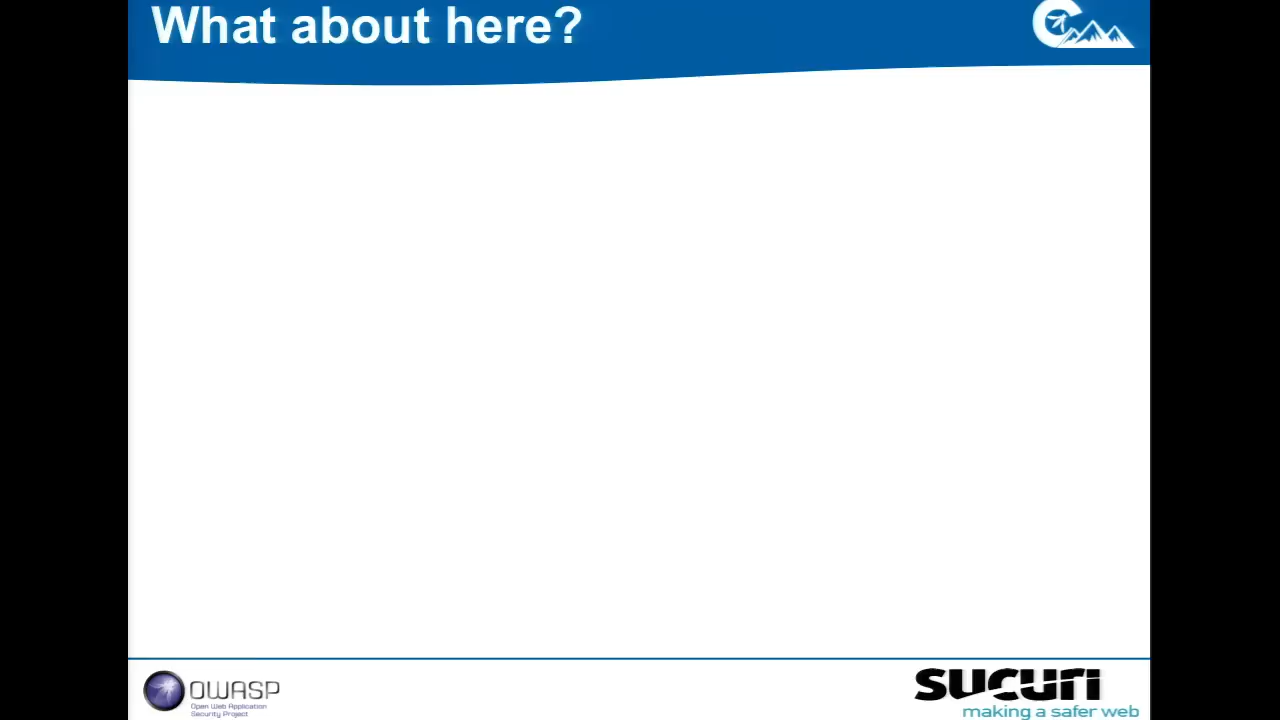 What about here?
OWASP
Open Web Application
Security Project
sucuri
making a safer web